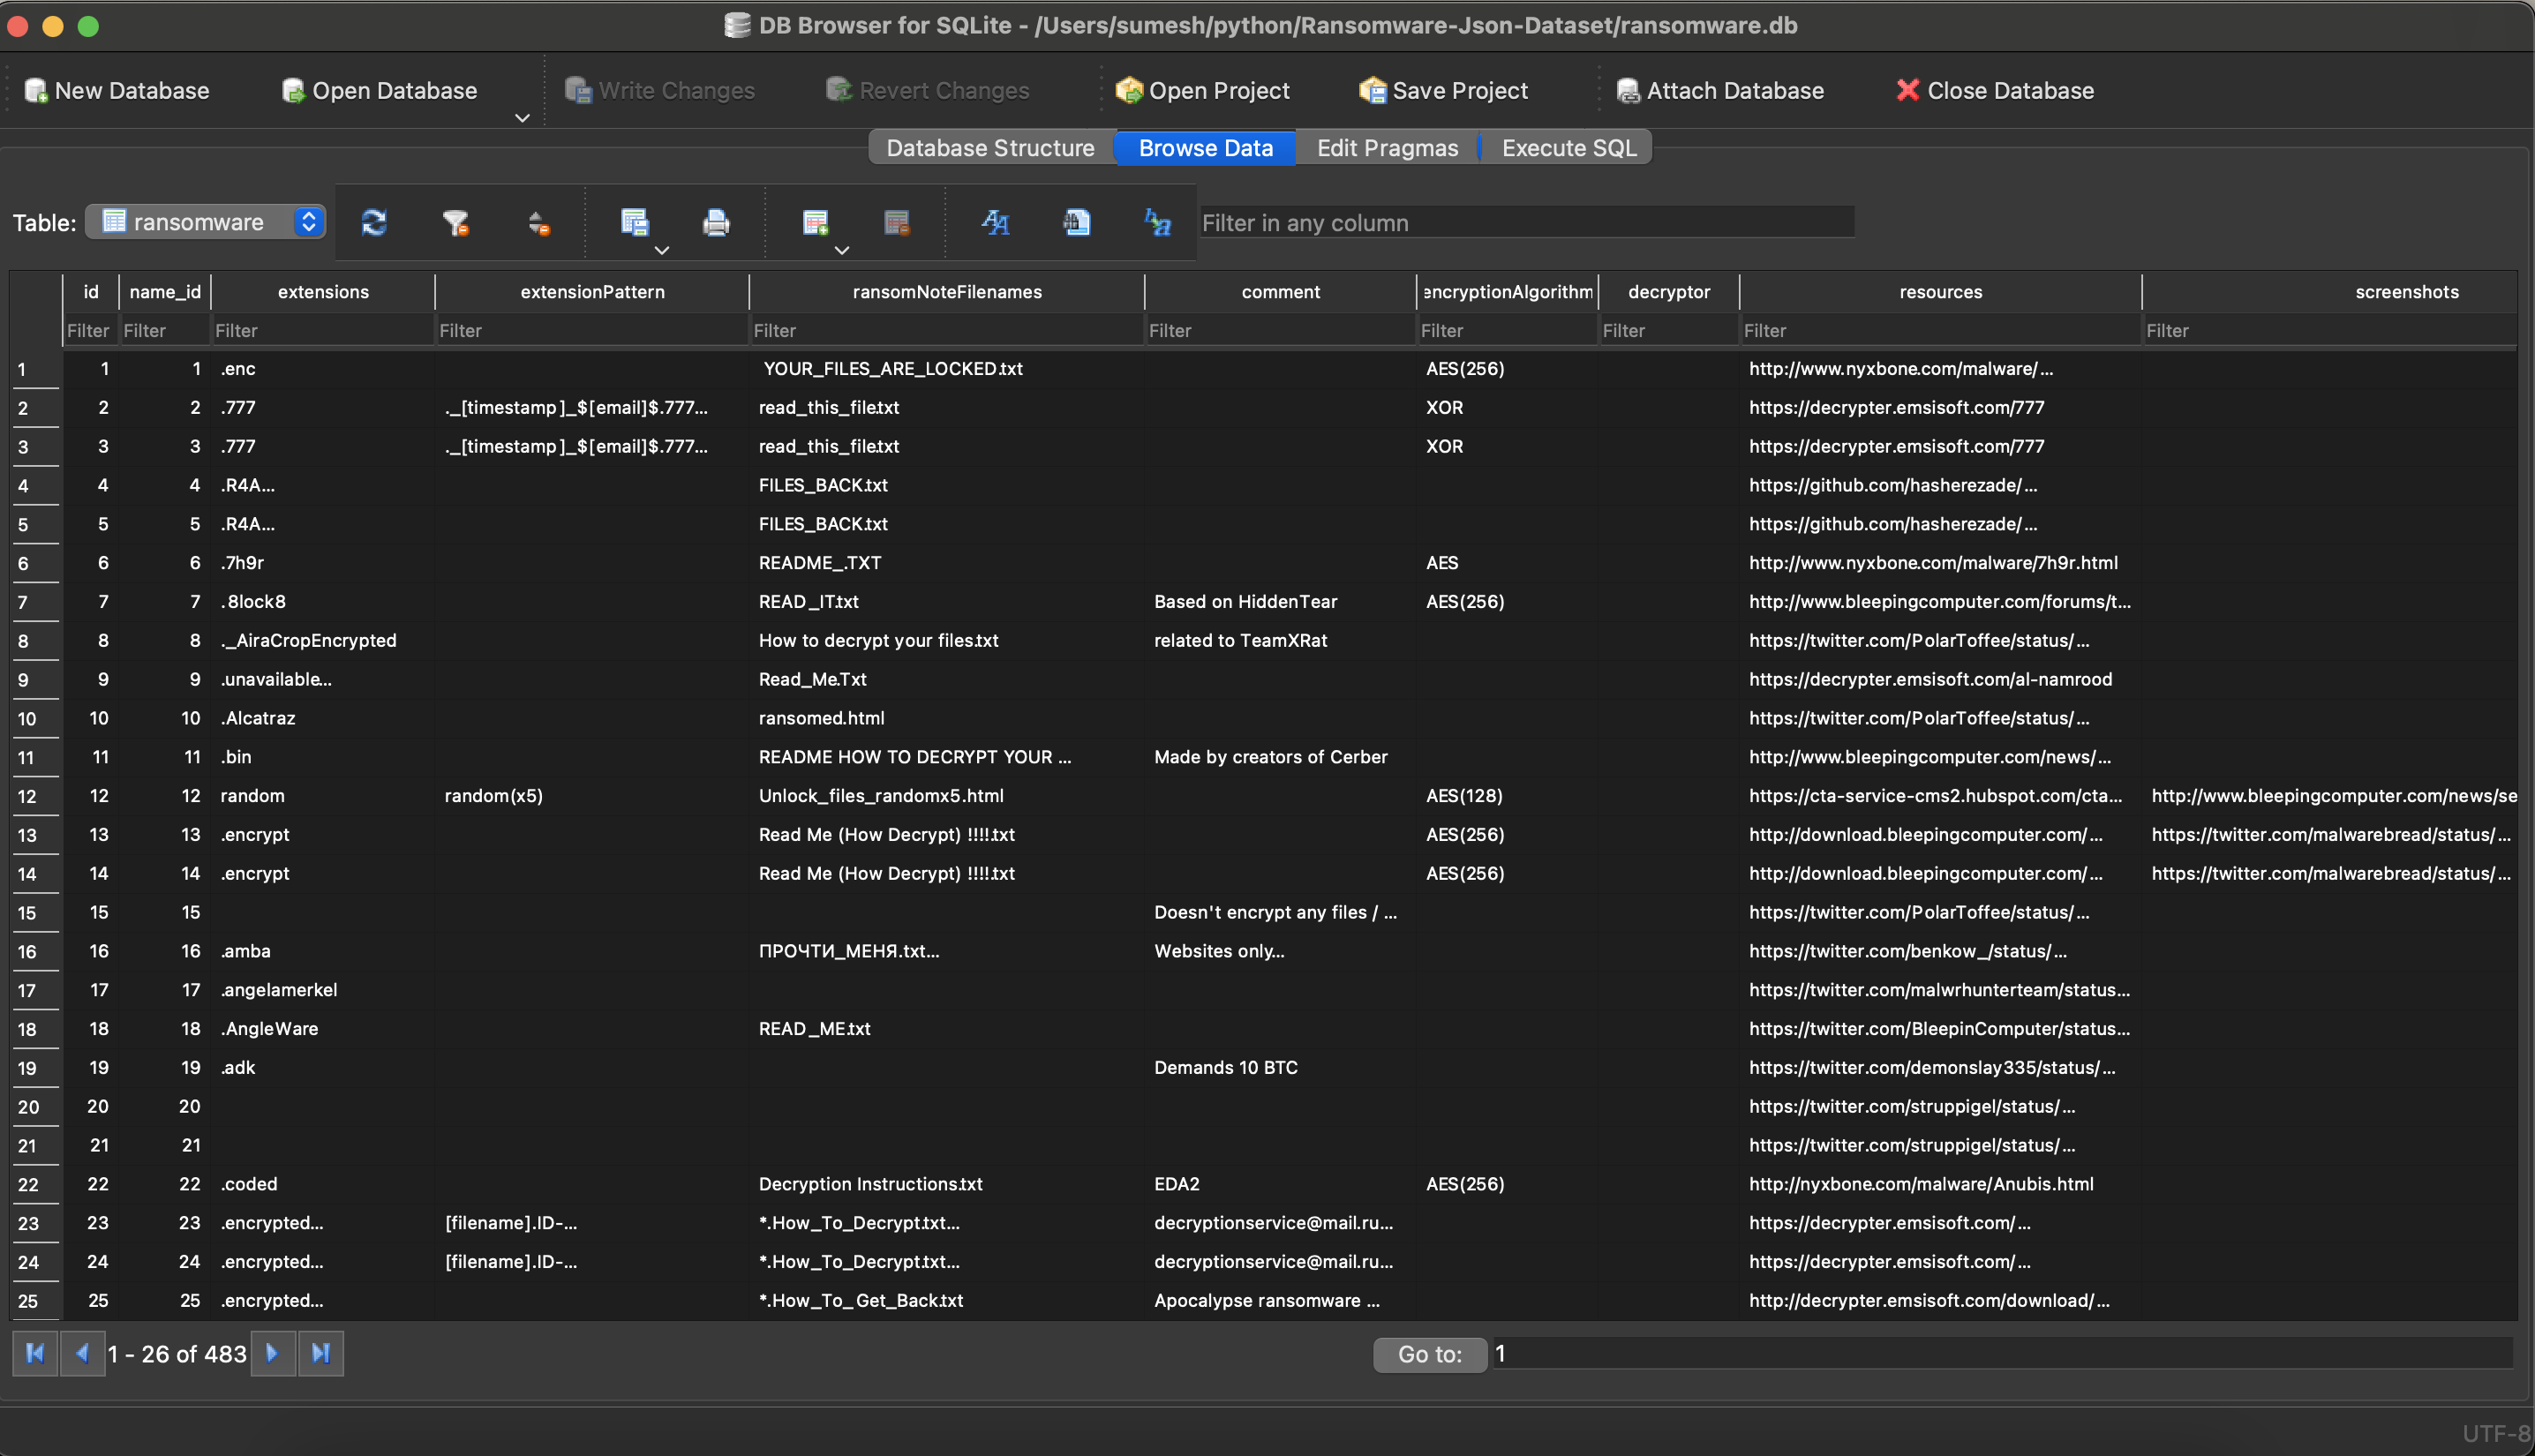 DB Browser for SQLite - /Users/sumesh/python/Ransomware-Json-Dataset/ransomware.db
New Database Open Database Write Changes Revert Changes Open Project Save Project Attach Database Close Database
Database Structure Browse Data Edit Pragmas Execute SQL
Table: ransomware Filter in any column
id name_id extensions extensionPattern ransomNoteFilenames comment encryptionAlgorithm decryptor resources screenshots
Filter Filter Filter Filter Filter Filter Filter Filter Filter Filter
1 1 1 .enc YOUR_FILES_ARE_LOCKED.txt AES(256) http://www.nyxbone.com/malware/...
2 2 2 .777 ._[timestamp]_$[email]$.777... read_this_file.txt XOR https://decrypter.emsisoft.com/777
3 3 3 .777 ._[timestamp]_$[email]$.777... read_this_file.txt XOR https://decrypter.emsisoft.com/777
4 4 4 .R4A... FILES_BACK.txt https://github.com/hasherezade/...
5 5 5 .R4A... FILES_BACK.txt https://github.com/hasherezade/...
6 6 6 .7h9r README_.TXT AES http://www.nyxbone.com/malware/7h9r.html
7 7 7 .8lock8 READ_IT.txt Based on HiddenTear AES(256) http://www.bleepingcomputer.com/forums/t...
8 8 8 ._AiraCropEncrypted How to decrypt your files.txt related to TeamXRat https://twitter.com/PolarToffee/status/...
9 9 9 .unavailable... Read_Me.Txt https://decrypter.emsisoft.com/al-namrood
10 10 10 .Alcatraz ransomed.html https://twitter.com/PolarToffee/status/...
11 11 11 .bin README HOW TO DECRYPT YOUR ... Made by creators of Cerber http://www.bleepingcomputer.com/news/...
12 12 12 random random(x5) Unlock_files_randomx5.html AES(128) https://cta-service-cms2.hubspot.com/cta... http://www.bleepingcomputer.com/news/se
13 13 13 .encrypt Read Me (How Decrypt) !!!!.txt AES(256) http://download.bleepingcomputer.com/... https://twitter.com/malwarebread/status/...
14 14 14 .encrypt Read Me (How Decrypt) !!!!.txt AES(256) http://download.bleepingcomputer.com/... https://twitter.com/malwarebread/status/...
15 15 15 Doesn't encrypt any files / ... https://twitter.com/PolarToffee/status/...
16 16 16 .amba ПРОЧТИ_МЕНЯ.txt... Websites only... https://twitter.com/benkow_/status/...
17 17 17 .angelamerkel https://twitter.com/malwrhunterteam/status...
18 18 18 .AngleWare READ_ME.txt https://twitter.com/BleepinComputer/status...
19 19 19 .adk Demands 10 BTC https://twitter.com/demonslay335/status/...
20 20 20 https://twitter.com/struppigel/status/...
21 21 21 https://twitter.com/struppigel/status/...
22 22 22 .coded Decryption Instructions.txt EDA2 AES(256) http://nyxbone.com/malware/Anubis.html
23 23 23 .encrypted... [filename].ID-... *.How_To_Decrypt.txt... decryptionservice@mail.ru... https://decrypter.emsisoft.com/...
24 24 24 .encrypted... [filename].ID-... *.How_To_Decrypt.txt... decryptionservice@mail.ru... https://decrypter.emsisoft.com/...
25 25 25 .encrypted... *.How_To_Get_Back.txt Apocalypse ransomware ... http://decrypter.emsisoft.com/download/...
1 - 26 of 483 Go to: 1
UTF-8